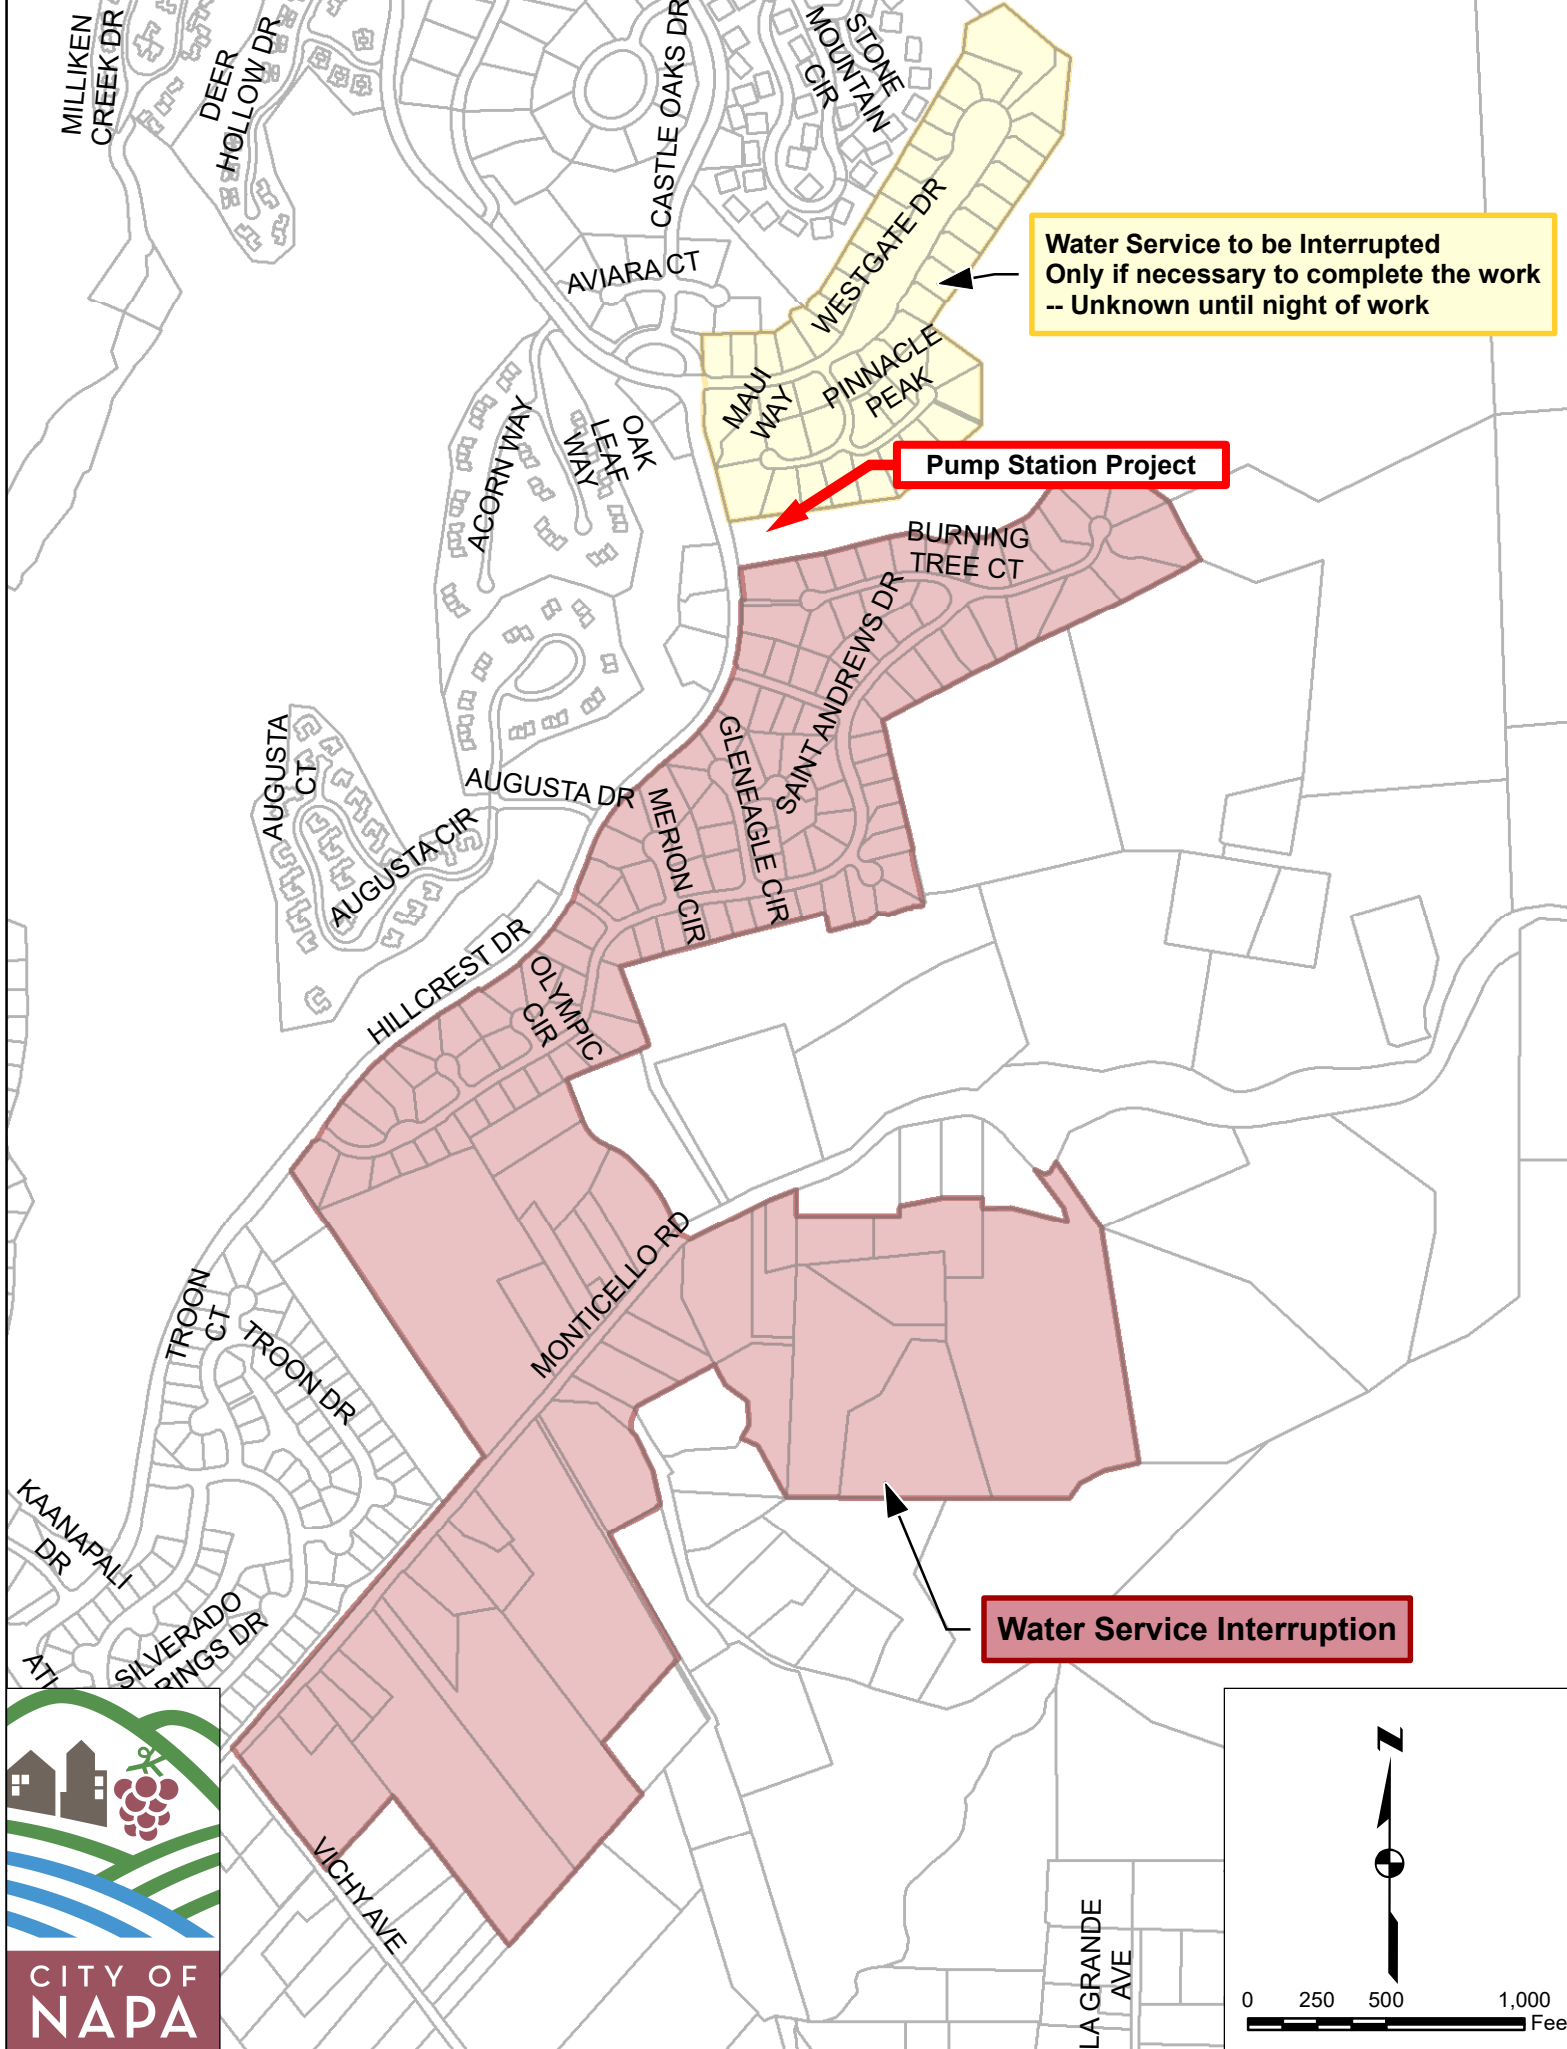 MILLIKEN
CREEK DR
DEER
HOLLOW DR
CASTLE OAKS DR
STONE
MOUNTAIN
CIR
AVIARA CT
WESTGATE DR
Water Service to be Interrupted
Only if necessary to complete the work
-- Unknown until night of work
MAUI
WAY
PINNACLE
PEAK
ACORN WAY
OAK
LEAF
WAY
Pump Station Project
BURNING
TREE CT
SAINT ANDREWS DR
GLENEAGLE CIR
AUGUSTA
CT
AUGUSTA DR
MERION CIR
AUGUSTA CIR
HILLCREST DR
OLYMPIC
CIR
MONTICELLO RD
TROON
CT
TROON DR
KAANAPALI
DR
SILVERADO
RINGS DR
ATI
Water Service Interruption
VICHY AVE
LA GRANDE
AVE
CITY OF
NAPA
N
0 250 500 1,000
Fee